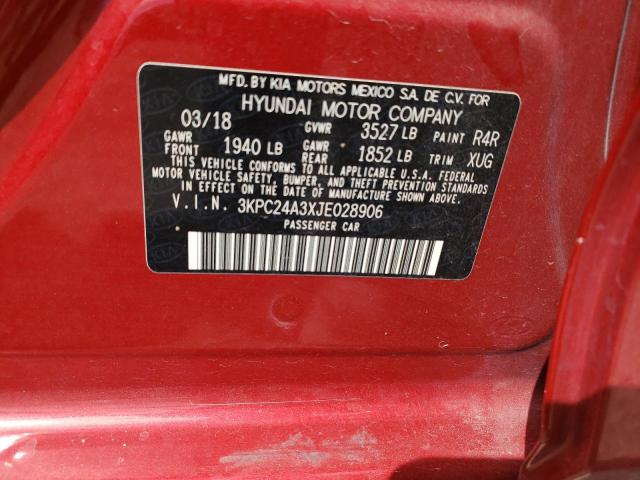 MFD. BY KIA MOTORS MEXICO S.A. DE C.V. FOR
HYUNDAI MOTOR COMPANY
03/18 GVWR 3527 LB PAINT R4R
GAWR FRONT 1940 LB GAWR REAR 1852 LB TRIM XUG
THIS VEHICLE CONFORMS TO ALL APPLICABLE U.S.A. FEDERAL
MOTOR VEHICLE SAFETY, BUMPER, AND THEFT PREVENTION STANDARDS
IN EFFECT ON THE DATE OF MANUFACTURE SHOWN ABOVE.
V.I.N. 3KPC24A3XJE028906
PASSENGER CAR